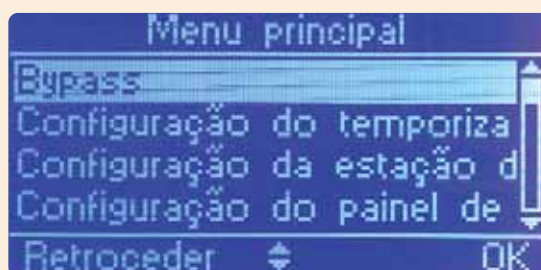 Menu principal
Bypass
Configuração do temporiza
Configuração da estação d
Configuração do painel de
Retroceder OK